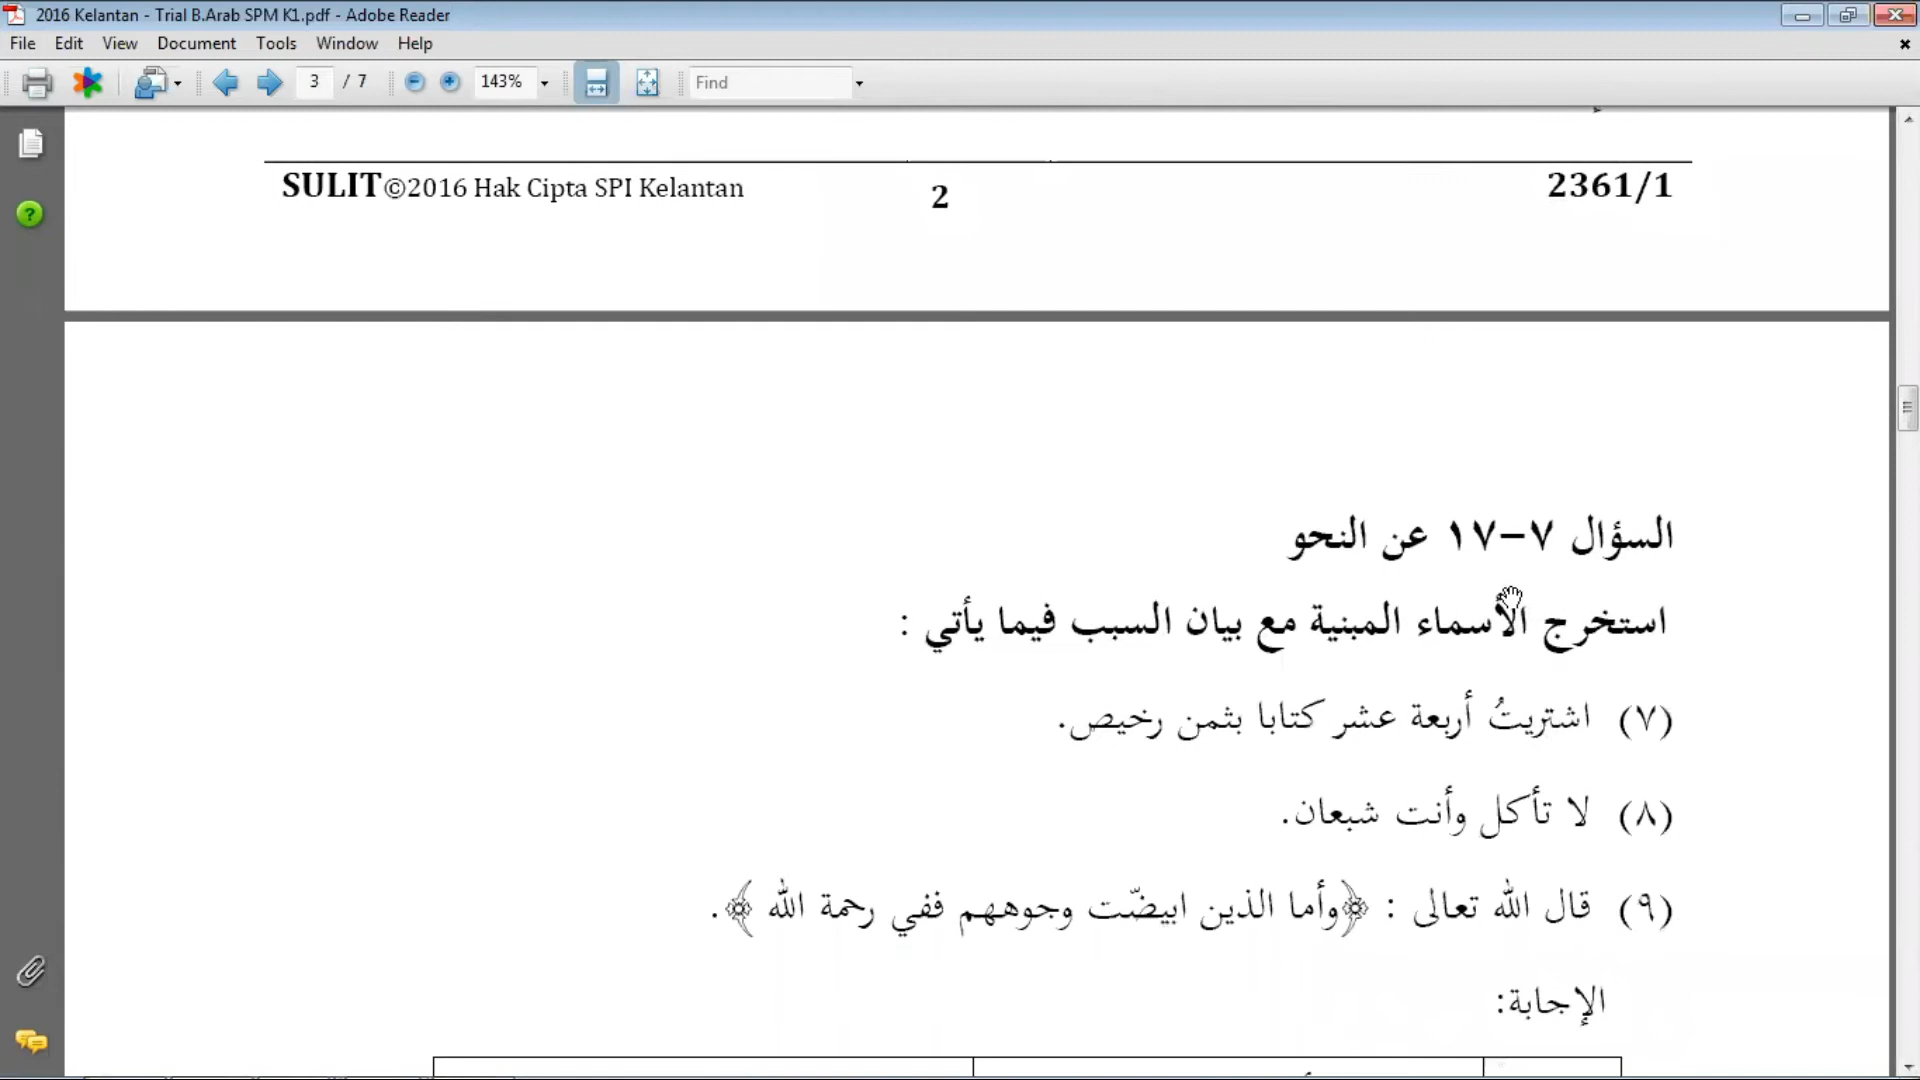 2016 Kelantan - Trial B.Arab SPM K1.pdf - Adobe Reader
File Edit View Document Tools Window Help
3 / 7 143% Find
SULIT©2016 Hak Cipta SPI Kelantan 2 2361/1
السؤال ٧-١٧ عن النحو
استخرج الأسماء المبنية مع بيان السبب فيما يأتي :
(٧) اشتريتُ أربعة عشر كتابا بثمن رخيص.
(٨) لا تأكل وأنت شبعان.
(٩) قال الله تعالى : ﴿وأما الذين ابيضّت وجوههم ففي رحمة الله ﴾.
الإجابة: